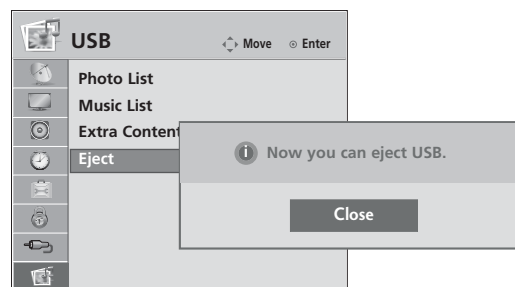 USB Move Enter
Photo List
Music List
Extra Content
Eject
Now you can eject USB.
Close